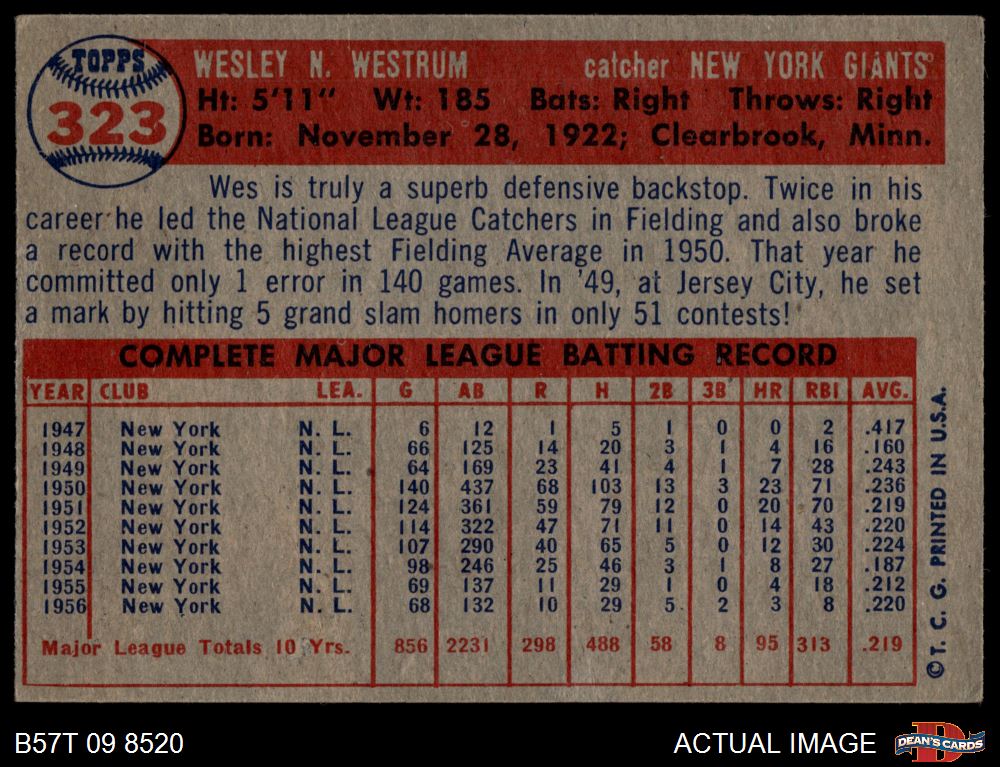 TOPPS
323
WESLEY N. WESTRUM catcher NEW YORK GIANTS
Ht: 5'11" Wt: 185 Bats: Right Throws: Right
Born: November 28, 1922; Clearbrook, Minn.
Wes is truly a superb defensive backstop. Twice in his
career he led the National League Catchers in Fielding and also broke
a record with the highest Fielding Average in 1950. That year he
committed only 1 error in 140 games. In '49, at Jersey City, he set
a mark by hitting 5 grand slam homers in only 51 contests!
COMPLETE MAJOR LEAGUE BATTING RECORD
YEAR CLUB LEA. G AB R H 2B 3B HR RBI AVG.
1947 New York N. L. 6 12 1 5 1 0 0 2 .417
1948 New York N. L. 66 125 14 20 3 1 4 16 .160
1949 New York N. L. 64 169 23 41 4 1 7 28 .243
1950 New York N. L. 140 437 68 103 13 3 23 71 .236
1951 New York N. L. 124 361 59 79 12 0 20 70 .219
1952 New York N. L. 114 322 47 71 11 0 14 43 .220
1953 New York N. L. 107 290 40 65 5 0 12 30 .224
1954 New York N. L. 98 246 25 46 3 1 8 27 .187
1955 New York N. L. 69 137 11 29 1 0 4 18 .212
1956 New York N. L. 68 132 10 29 5 2 3 8 .220
Major League Totals 10 Yrs. 856 2231 298 488 58 8 95 313 .219
©T. C. G. PRINTED IN U.S.A.
B57T 09 8520 ACTUAL IMAGE
D
DEAN'S CARDS